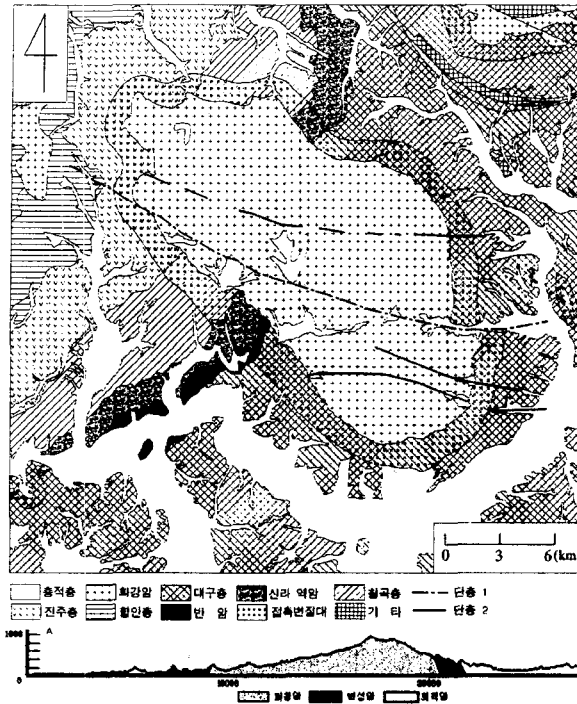 4
0 3 6(km
충적층 화강암 대구층 신라 역암 칠곡층 단층 1
진주층 함안층 반 암 접촉변질대 기 타 단층 2
1000 A
0 10000 20000
화성암 변성암 퇴적암